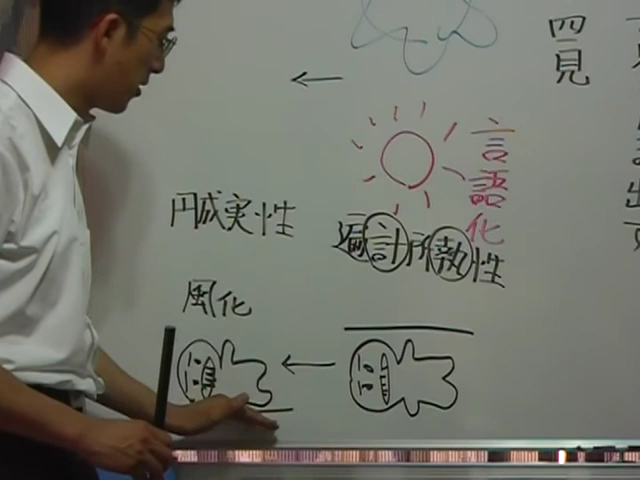 四見
言語化
遍計所執性
円成実性
風化